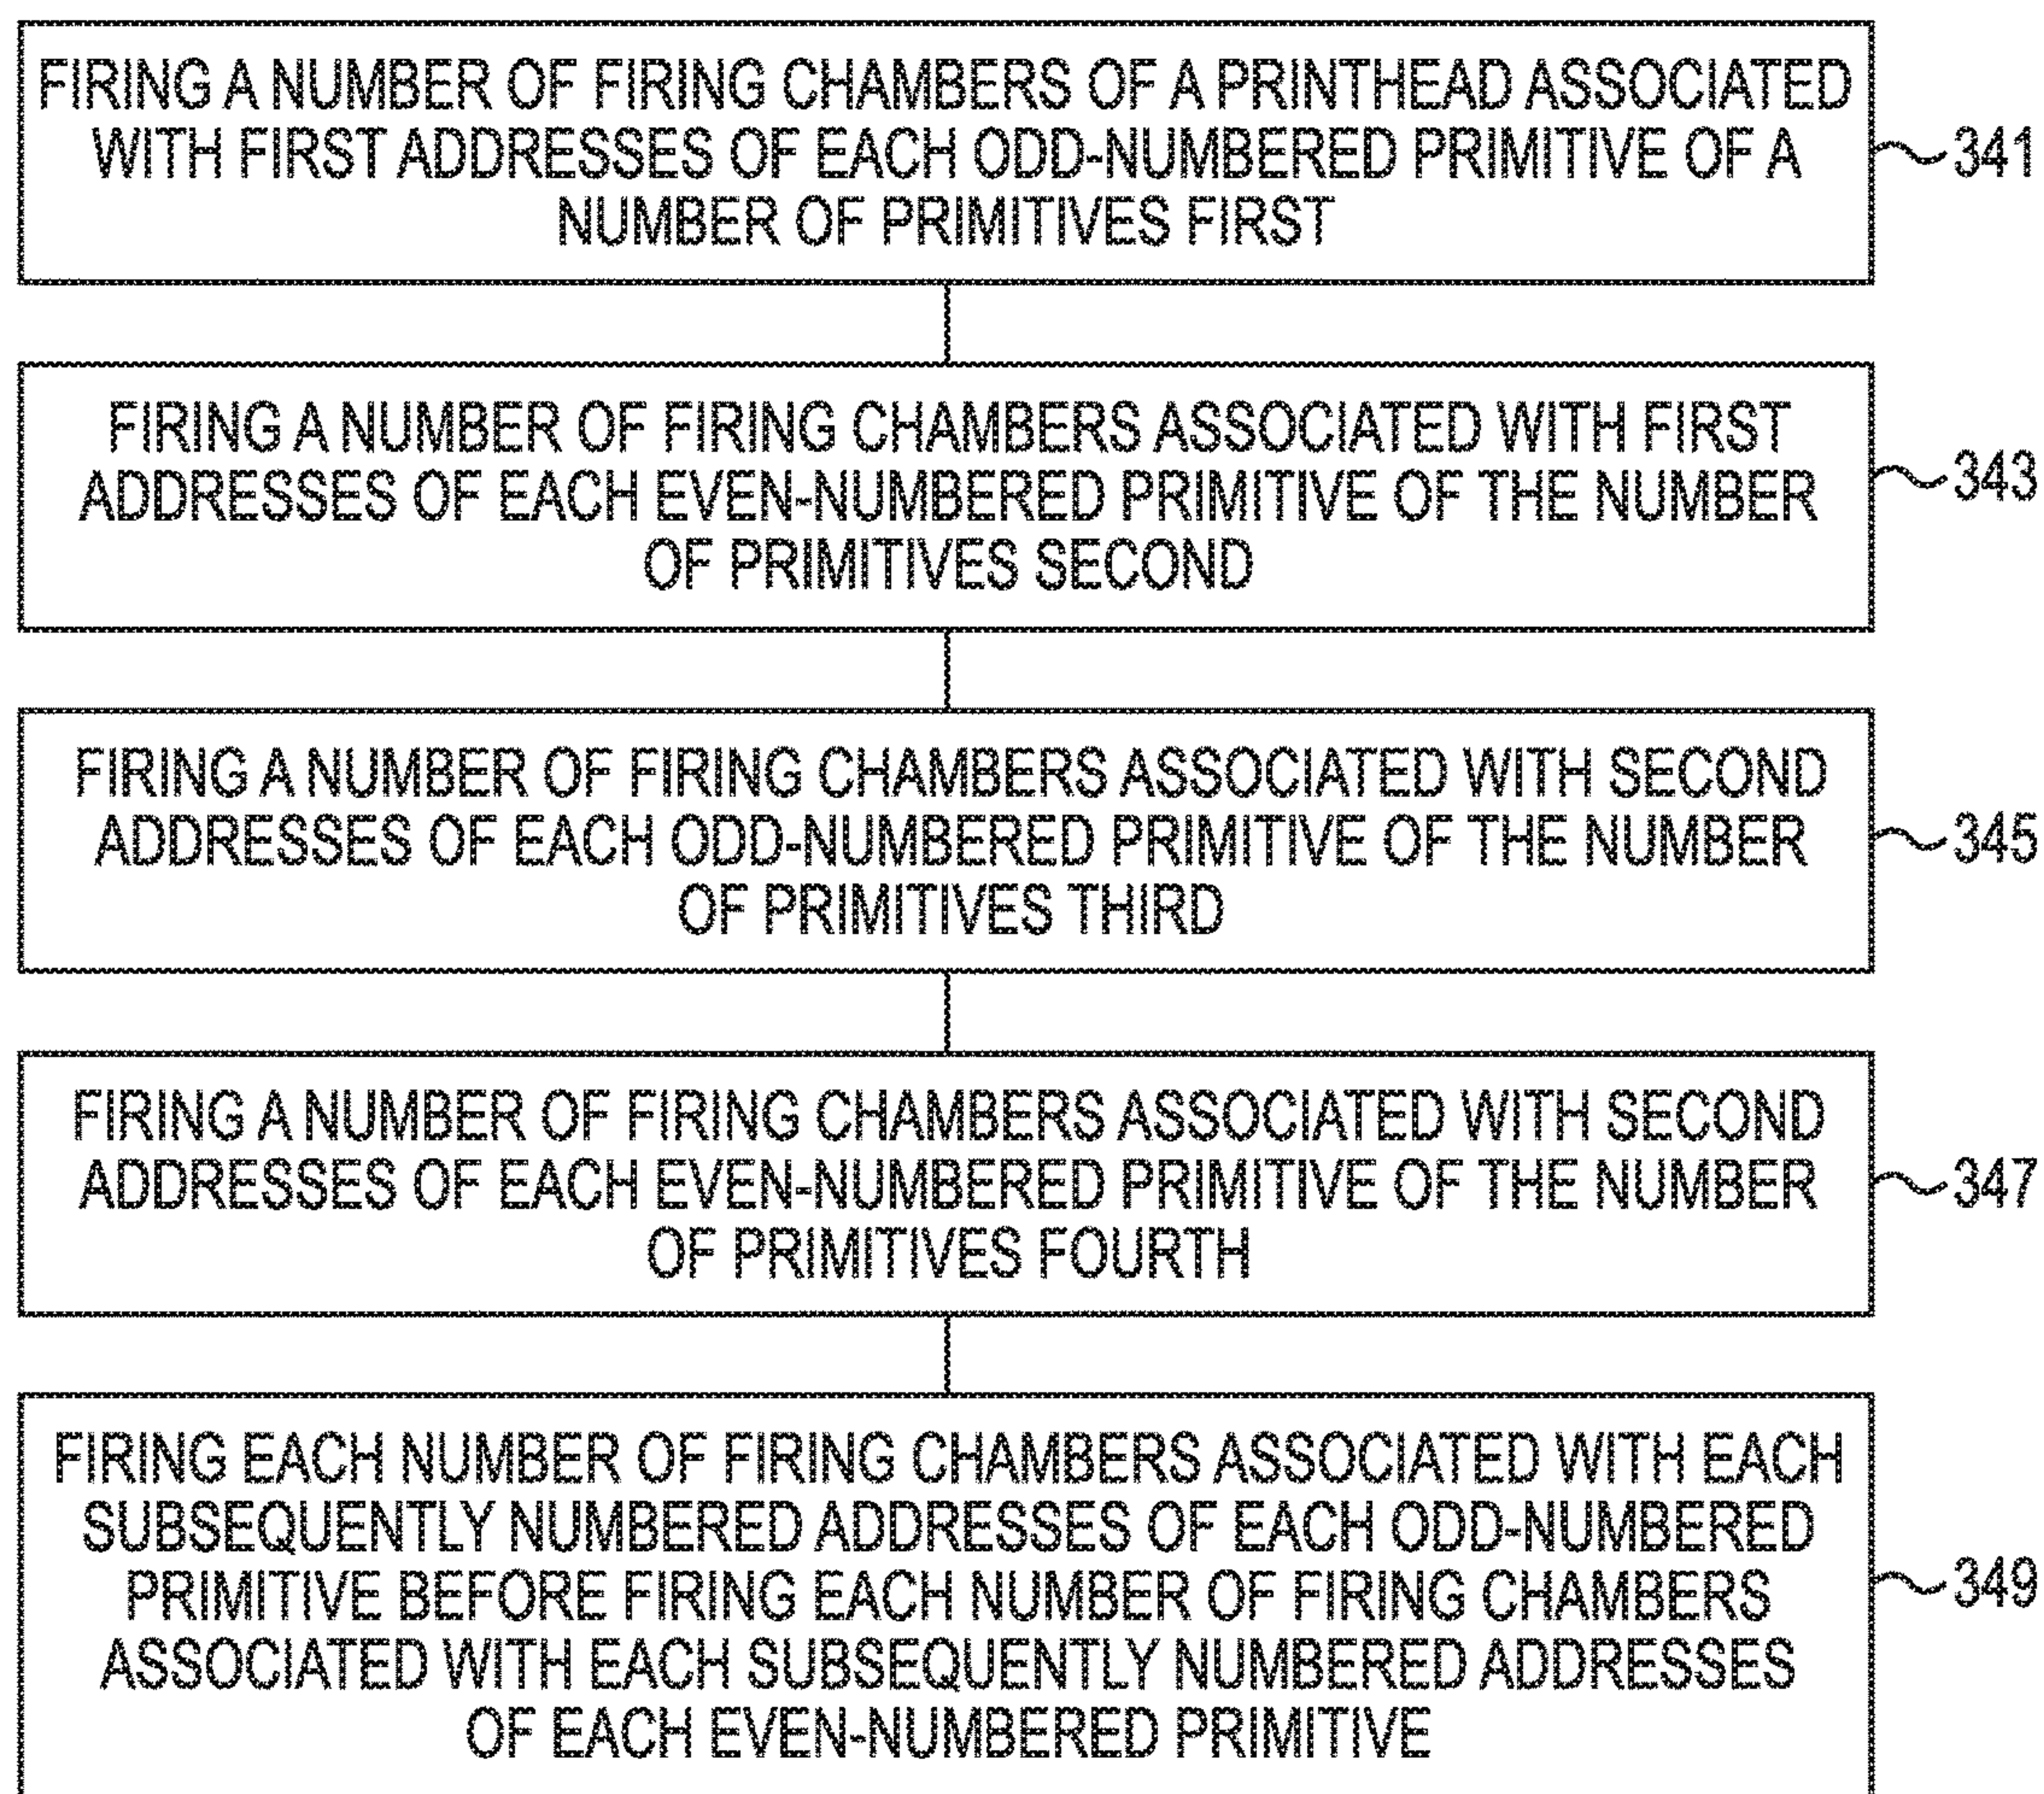 FIRING A NUMBER OF FIRING CHAMBERS OF A PRINTHEAD ASSOCIATED
WITH FIRST ADDRESSES OF EACH ODD-NUMBERED PRIMITIVE OF A
NUMBER OF PRIMITIVES FIRST
341
FIRING A NUMBER OF FIRING CHAMBERS ASSOCIATED WITH FIRST
ADDRESSES OF EACH EVEN-NUMBERED PRIMITIVE OF THE NUMBER
OF PRIMITIVES SECOND
343
FIRING A NUMBER OF FIRING CHAMBERS ASSOCIATED WITH SECOND
ADDRESSES OF EACH ODD-NUMBERED PRIMITIVE OF THE NUMBER
OF PRIMITIVES THIRD
345
FIRING A NUMBER OF FIRING CHAMBERS ASSOCIATED WITH SECOND
ADDRESSES OF EACH EVEN-NUMBERED PRIMITIVE OF THE NUMBER
OF PRIMITIVES FOURTH
347
FIRING EACH NUMBER OF FIRING CHAMBERS ASSOCIATED WITH EACH
SUBSEQUENTLY NUMBERED ADDRESSES OF EACH ODD-NUMBERED
PRIMITIVE BEFORE FIRING EACH NUMBER OF FIRING CHAMBERS
ASSOCIATED WITH EACH SUBSEQUENTLY NUMBERED ADDRESSES
OF EACH EVEN-NUMBERED PRIMITIVE
349